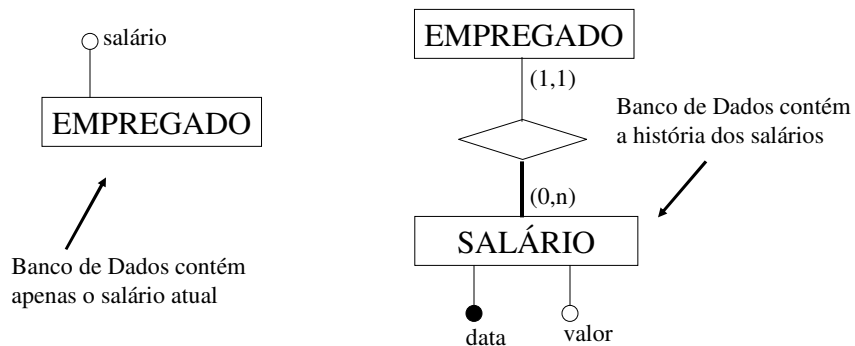 salário
EMPREGADO
Banco de Dados contém
apenas o salário atual
EMPREGADO
(1,1)
Banco de Dados contém
a história dos salários
(0,n)
SALÁRIO
data
valor